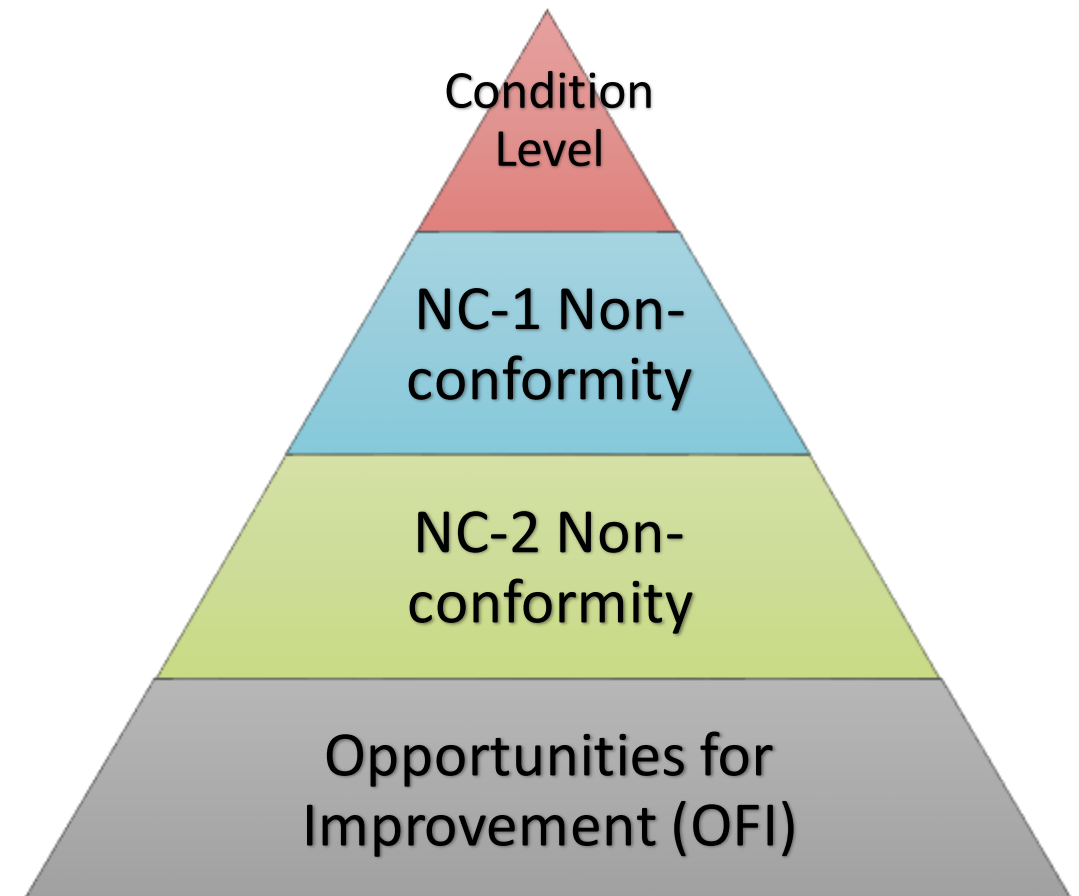 Condition
Level
NC-1 Non-
conformity
NC-2 Non-
conformity
Opportunities for
Improvement (OFI)